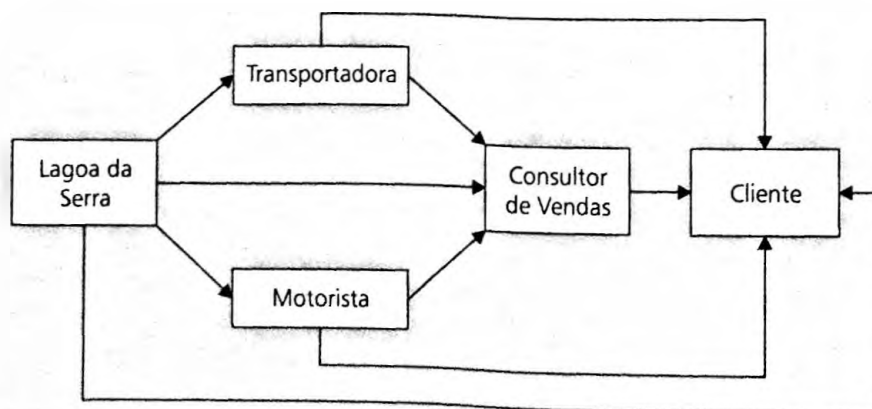 Transportadora
Lagoa da
Serra
Consultor
de Vendas
Cliente
Motorista